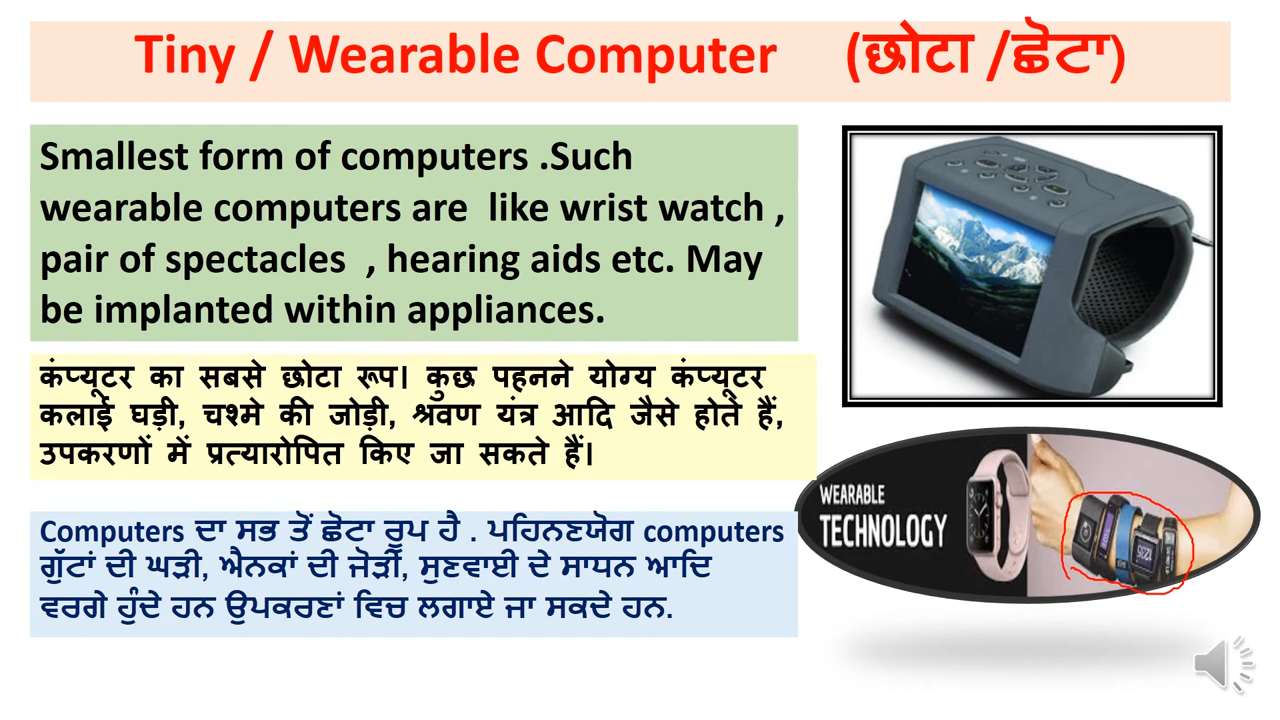 Tiny / Wearable Computer (छोटा /ਛੋਟਾ)
Smallest form of computers .Such
wearable computers are like wrist watch ,
pair of spectacles , hearing aids etc. May
be implanted within appliances.
कंप्यूटर का सबसे छोटा रूप। कुछ पहनने योग्य कंप्यूटर
कलाई घड़ी, चश्मे की जोड़ी, श्रवण यंत्र आदि जैसे होते हैं,
उपकरणों में प्रत्यारोपित किए जा सकते हैं।
Computers ਦਾ ਸਭ ਤੋਂ ਛੋਟਾ ਰੂਪ ਹੈ . ਪਹਿਨਣਯੋਗ computers
ਗੁੱਟਾਂ ਦੀ ਘੜੀ, ਐਨਕਾਂ ਦੀ ਜੋੜੀ, ਸੁਣਵਾਈ ਦੇ ਸਾਧਨ ਆਦਿ
ਵਰਗੇ ਹੁੰਦੇ ਹਨ ਉਪਕਰਣਾਂ ਵਿਚ ਲਗਾਏ ਜਾ ਸਕਦੇ ਹਨ.
WEARABLE
TECHNOLOGY